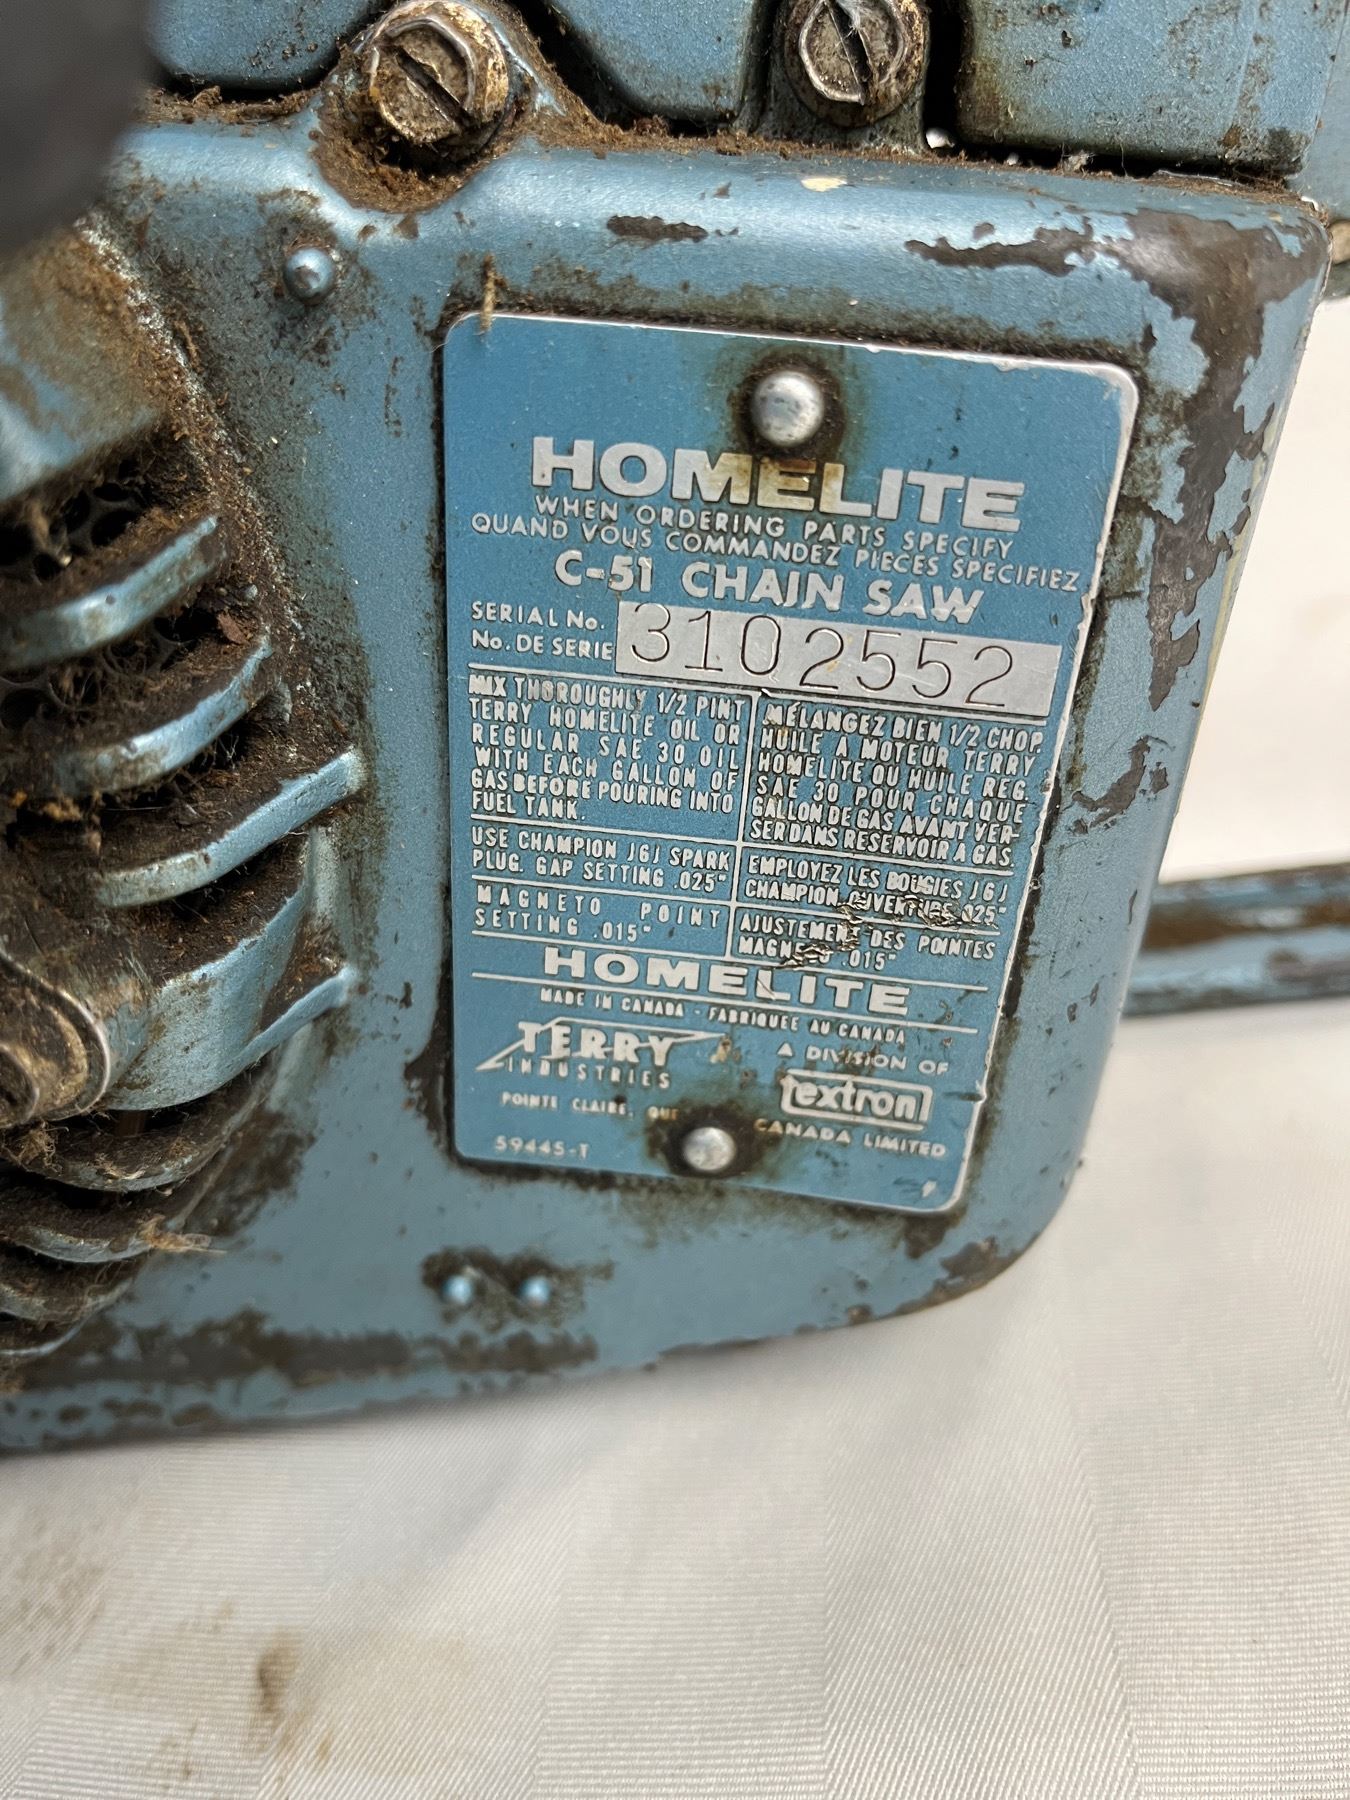 HOMELITE
WHEN ORDERING PARTS SPECIFY
QUAND VOUS COMMANDEZ PIECES SPECIFIEZ
C-51 CHAIN SAW
SERIAL No.
No. DE SERIE
3102552
MIX THOROUGHLY 1/2 PINT
TERRY HOMELITE OIL OR
REGULAR SAE 30 OIL
WITH EACH GALLON OF
GAS BEFORE POURING INTO
FUEL TANK.
MÉLANGEZ BIEN 1/2 CHOP.
HUILE A MOTEUR TERRY
HOMELITE OU HUILE REG.
SAE 30 POUR CHAQUE
GALLON DE GAS AVANT VER-
SER DANS RESERVOIR A GAS.
USE CHAMPION J6J SPARK
PLUG. GAP SETTING .025"
EMPLOYEZ LES BOUGIES J6J
CHAMPION OUVERTURE .025"
MAGNETO POINT
SETTING .015"
AJUSTEMENT DES POINTES
MAGNETO .015"
HOMELITE
MADE IN CANADA - FABRIQUEE AU CANADA
TERRY
INDUSTRIES
POINTE CLAIRE, QUE
A DIVISION OF
textron
CANADA LIMITED
59445-T